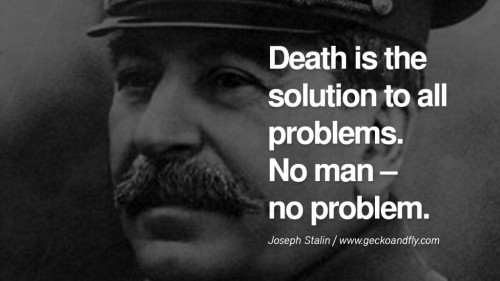 Death is the
solution to all
problems.
No man –
no problem.
Joseph Stalin / www.geckoandfly.com